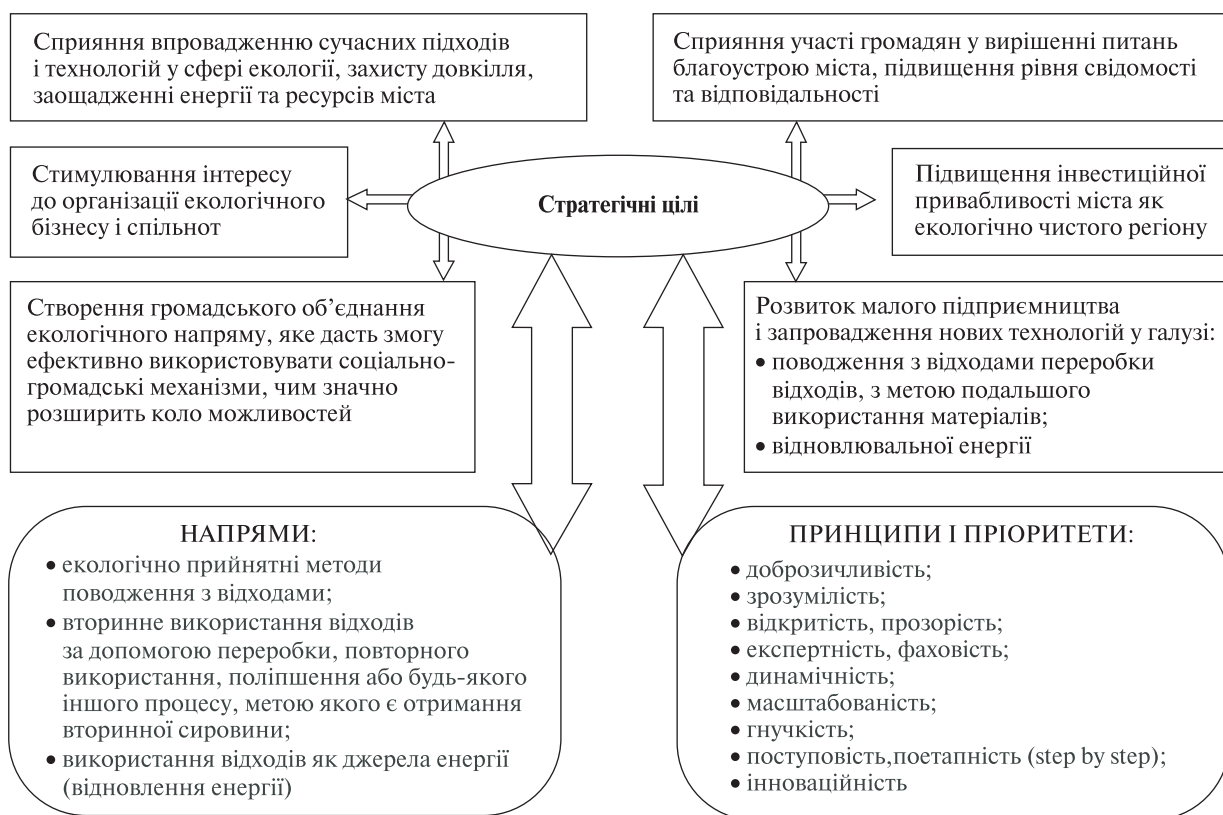 Сприяння впровадженню сучасних підходів
і технологій у сфері екології, захисту довкілля,
заощадженні енергії та ресурсів міста
Сприяння участі громадян у вирішенні питань
благоустрою міста, підвищення рівня свідомості
та відповідальності
Стимулювання інтересу
до організації екологічного
бізнесу і спільнот
Стратегічні цілі
Підвищення інвестиційної
привабливості міста як
екологічно чистого регіону
Створення громадського об’єднання
екологічного напряму, яке дасть змогу
ефективно використовувати соціально-
громадські механізми, чим значно
розширить коло можливостей
Розвиток малого підприємництва
і запровадження нових технологій у галузі:
• поводження з відходами переробки
відходів, з метою подальшого
використання матеріалів;
• відновлювальної енергії
НАПРЯМИ:
• екологічно прийнятні методи
поводження з відходами;
• вторинне використання відходів
за допомогою переробки, повторного
використання, поліпшення або будь-якого
іншого процесу, метою якого є отримання
вторинної сировини;
• використання відходів як джерела енергії
(відновлення енергії)
ПРИНЦИПИ І ПРІОРИТЕТИ:
• доброзичливість;
• зрозумілість;
• відкритість, прозорість;
• експертність, фаховість;
• динамічність;
• масштабованість;
• гнучкість;
• поступовість,поетапність (step by step);
• інноваційність